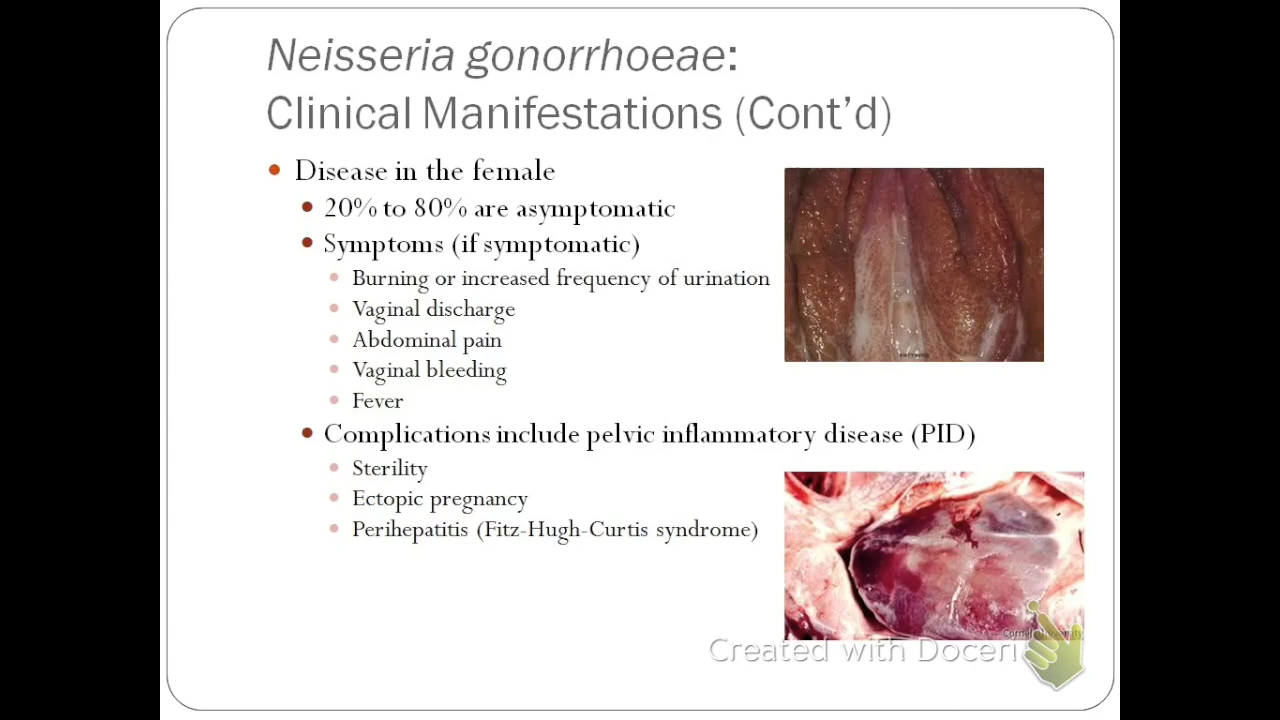 Neisseria gonorrhoeae:
Clinical Manifestations (Cont’d)
Disease in the female
20% to 80% are asymptomatic
Symptoms (if symptomatic)
Burning or increased frequency of urination
Vaginal discharge
Abdominal pain
Vaginal bleeding
Fever
Complications include pelvic inflammatory disease (PID)
Sterility
Ectopic pregnancy
Perihepatitis (Fitz-Hugh-Curtis syndrome)
Created with Doceri